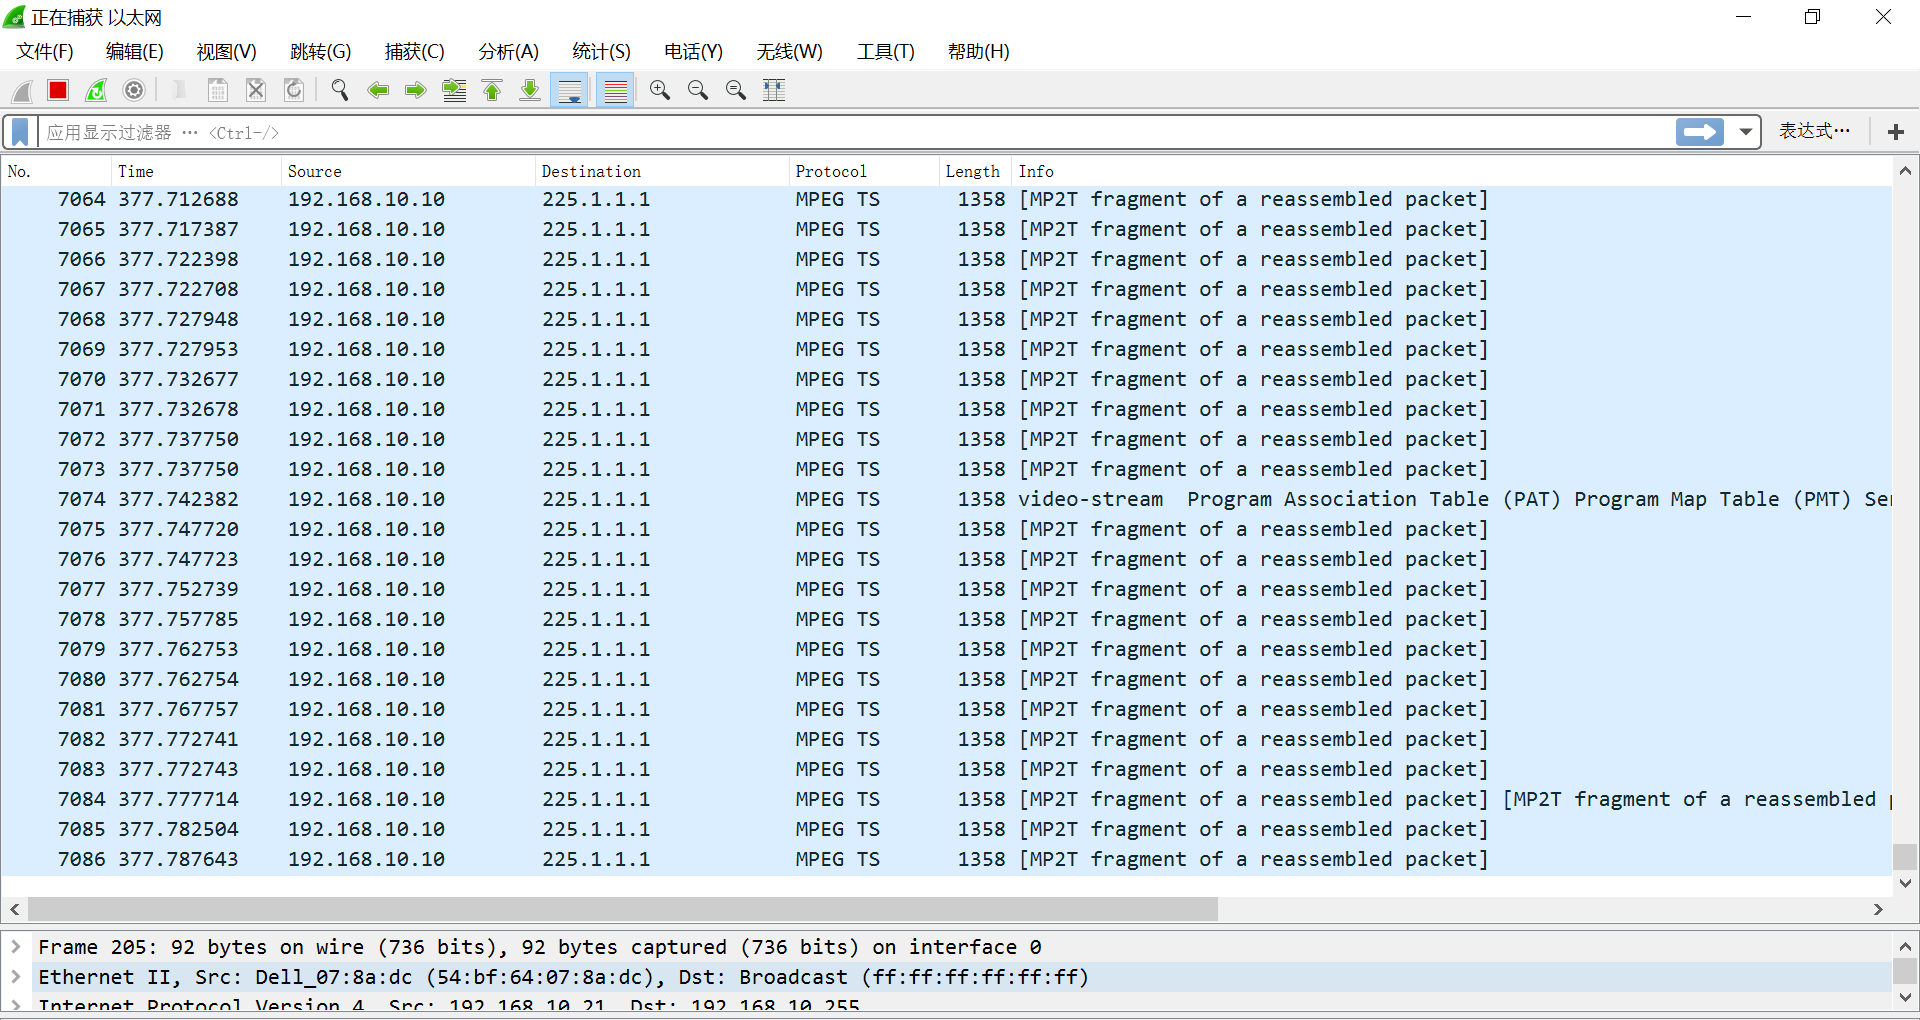 正在捕获 以太网
文件(F) 编辑(E) 视图(V) 跳转(G) 捕获(C) 分析(A) 统计(S) 电话(Y) 无线(W) 工具(T) 帮助(H)
应用显示过滤器 … <Ctrl-/> 表达式…
No. Time Source Destination Protocol Length Info
7064 377.712688 192.168.10.10 225.1.1.1 MPEG TS 1358 [MP2T fragment of a reassembled packet]
7065 377.717387 192.168.10.10 225.1.1.1 MPEG TS 1358 [MP2T fragment of a reassembled packet]
7066 377.722398 192.168.10.10 225.1.1.1 MPEG TS 1358 [MP2T fragment of a reassembled packet]
7067 377.722708 192.168.10.10 225.1.1.1 MPEG TS 1358 [MP2T fragment of a reassembled packet]
7068 377.727948 192.168.10.10 225.1.1.1 MPEG TS 1358 [MP2T fragment of a reassembled packet]
7069 377.727953 192.168.10.10 225.1.1.1 MPEG TS 1358 [MP2T fragment of a reassembled packet]
7070 377.732677 192.168.10.10 225.1.1.1 MPEG TS 1358 [MP2T fragment of a reassembled packet]
7071 377.732678 192.168.10.10 225.1.1.1 MPEG TS 1358 [MP2T fragment of a reassembled packet]
7072 377.737750 192.168.10.10 225.1.1.1 MPEG TS 1358 [MP2T fragment of a reassembled packet]
7073 377.737750 192.168.10.10 225.1.1.1 MPEG TS 1358 [MP2T fragment of a reassembled packet]
7074 377.742382 192.168.10.10 225.1.1.1 MPEG TS 1358 video-stream Program Association Table (PAT) Program Map Table (PMT)
7075 377.747720 192.168.10.10 225.1.1.1 MPEG TS 1358 [MP2T fragment of a reassembled packet]
7076 377.747723 192.168.10.10 225.1.1.1 MPEG TS 1358 [MP2T fragment of a reassembled packet]
7077 377.752739 192.168.10.10 225.1.1.1 MPEG TS 1358 [MP2T fragment of a reassembled packet]
7078 377.757785 192.168.10.10 225.1.1.1 MPEG TS 1358 [MP2T fragment of a reassembled packet]
7079 377.762753 192.168.10.10 225.1.1.1 MPEG TS 1358 [MP2T fragment of a reassembled packet]
7080 377.762754 192.168.10.10 225.1.1.1 MPEG TS 1358 [MP2T fragment of a reassembled packet]
7081 377.767757 192.168.10.10 225.1.1.1 MPEG TS 1358 [MP2T fragment of a reassembled packet]
7082 377.772741 192.168.10.10 225.1.1.1 MPEG TS 1358 [MP2T fragment of a reassembled packet]
7083 377.772743 192.168.10.10 225.1.1.1 MPEG TS 1358 [MP2T fragment of a reassembled packet]
7084 377.777714 192.168.10.10 225.1.1.1 MPEG TS 1358 [MP2T fragment of a reassembled packet] [MP2T fragment of a reassembled
7085 377.782504 192.168.10.10 225.1.1.1 MPEG TS 1358 [MP2T fragment of a reassembled packet]
7086 377.787643 192.168.10.10 225.1.1.1 MPEG TS 1358 [MP2T fragment of a reassembled packet]
Frame 205: 92 bytes on wire (736 bits), 92 bytes captured (736 bits) on interface 0
Ethernet II, Src: Dell_07:8a:dc (54:bf:64:07:8a:dc), Dst: Broadcast (ff:ff:ff:ff:ff:ff)
Internet Protocol Version 4, Src: 192.168.10.21, Dst: 192.168.10.255